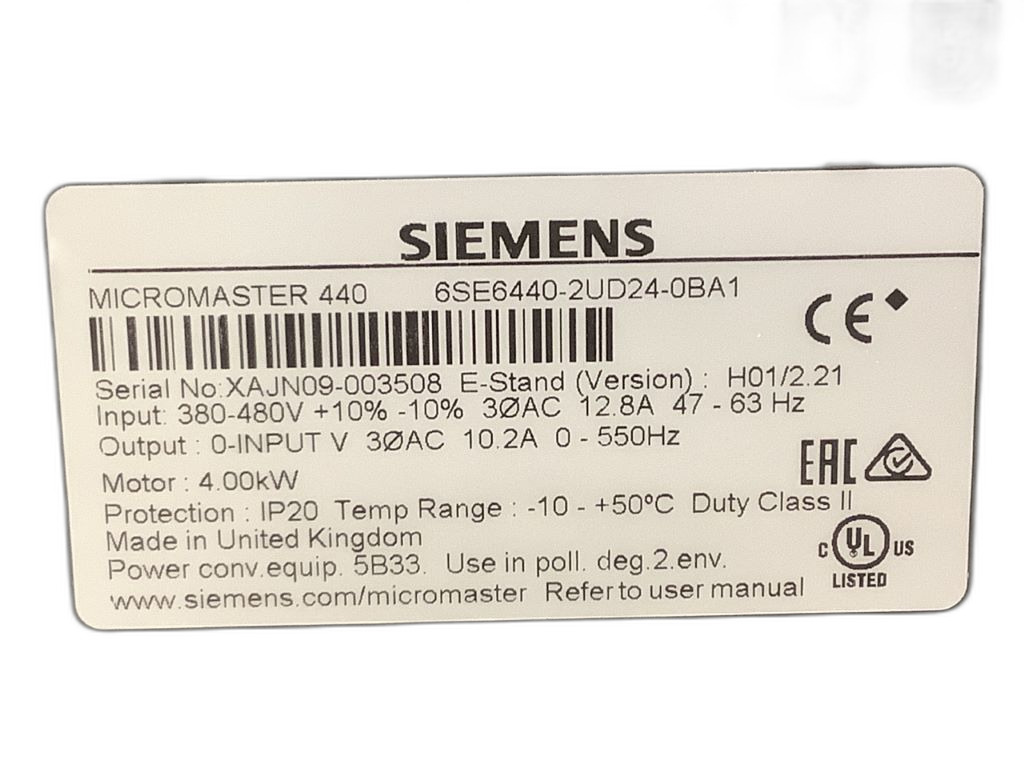 SIEMENS
MICROMASTER 440 6SE6440-2UD24-0BA1
CE
Serial No:XAJN09-003508 E-Stand (Version) : H01/2.21
Input: 380-480V +10% -10% 3ØAC 12.8A 47 - 63 Hz
Output : 0-INPUT V 3ØAC 10.2A 0 - 550Hz
EAC
Motor : 4.00kW
Protection : IP20 Temp Range : -10 - +50°C Duty Class II
Made in United Kingdom
C UL US
Power conv.equip. 5B33. Use in poll. deg.2.env.
LISTED
www.siemens.com/micromaster Refer to user manual